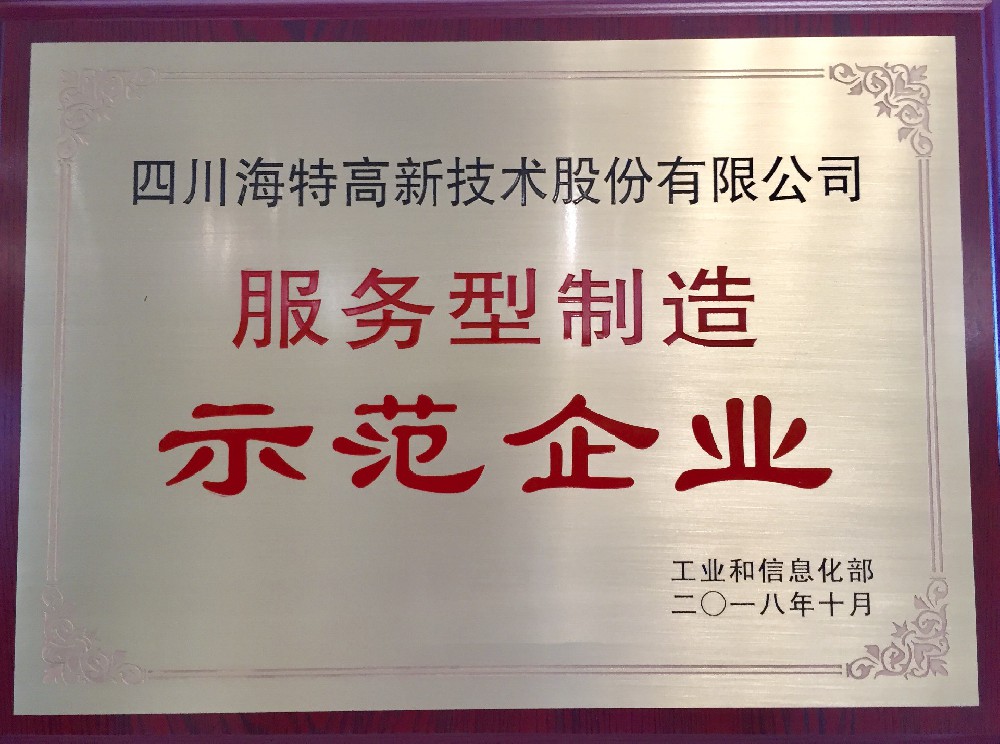 四川海特高新技术股份有限公司
服务型制造
示范企业
工业和信息化部
二〇一八年十月